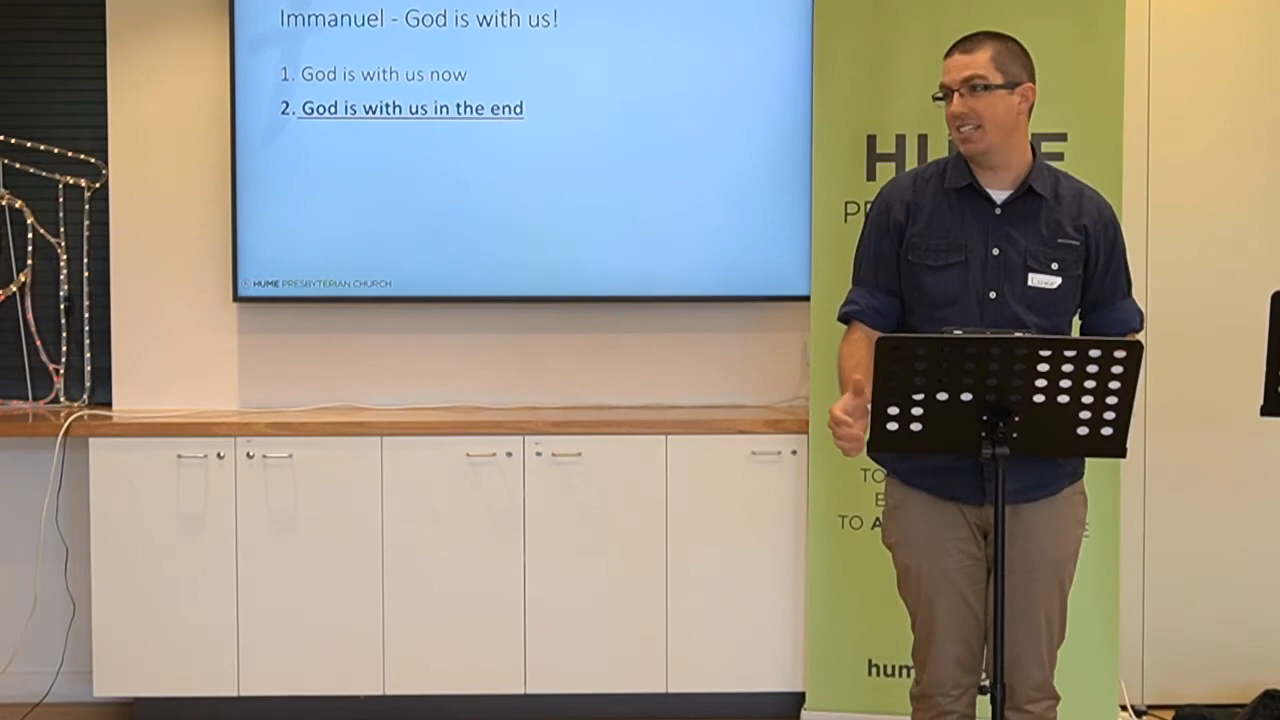 Immanuel - God is with us!
1. God is with us now
2. God is with us in the end
HUME PRESBYTERIAN CHURCH
HUME
TO
TO
hum